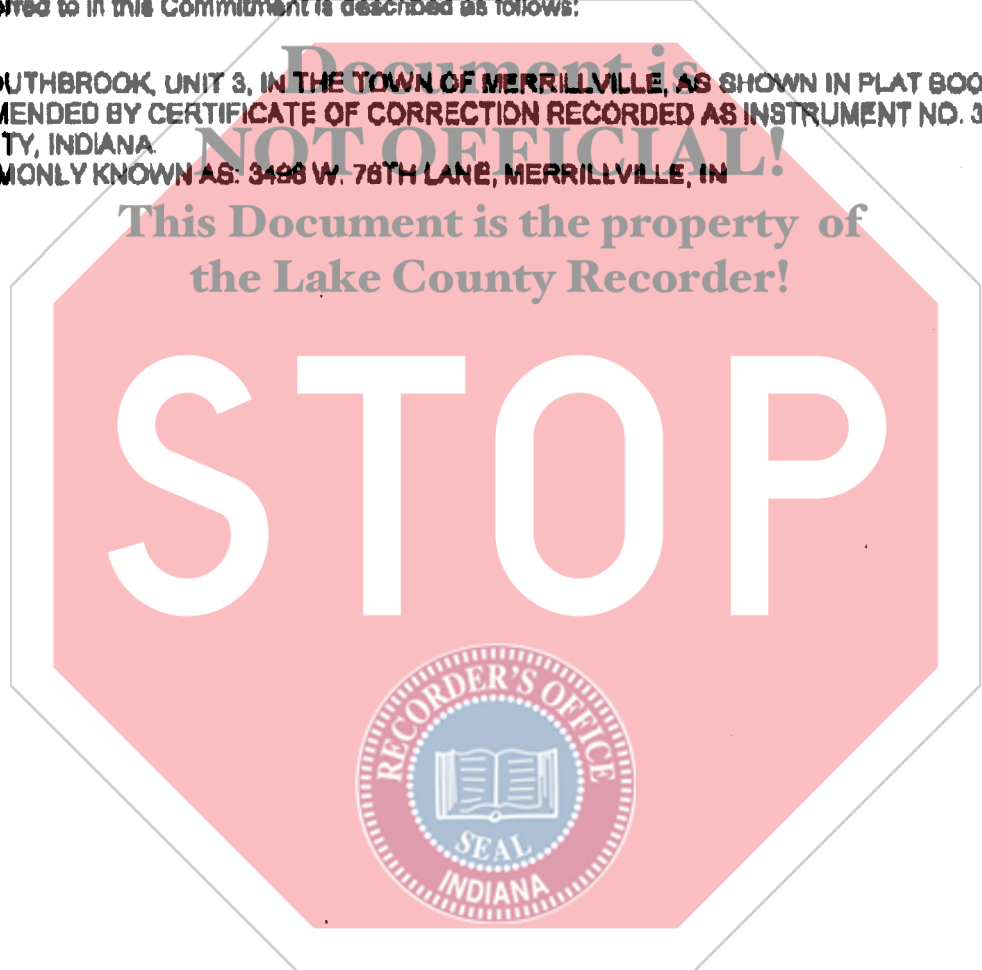 rred to in this Commitment is described as follows:
Document is
UTHBROOK, UNIT 3, IN THE TOWN OF MERRILLVILLE, AS SHOWN IN PLAT BOO
MENDED BY CERTIFICATE OF CORRECTION RECORDED AS INSTRUMENT NO. 3
NOT OFFICIAL!
TY, INDIANA.
MONLY KNOWN AS: W. 76TH LANE, MERRILLVILLE, IN
This Document is the property of
the Lake County Recorder!
STOP
RECORDER'S OFFICE
SEAL
INDIANA